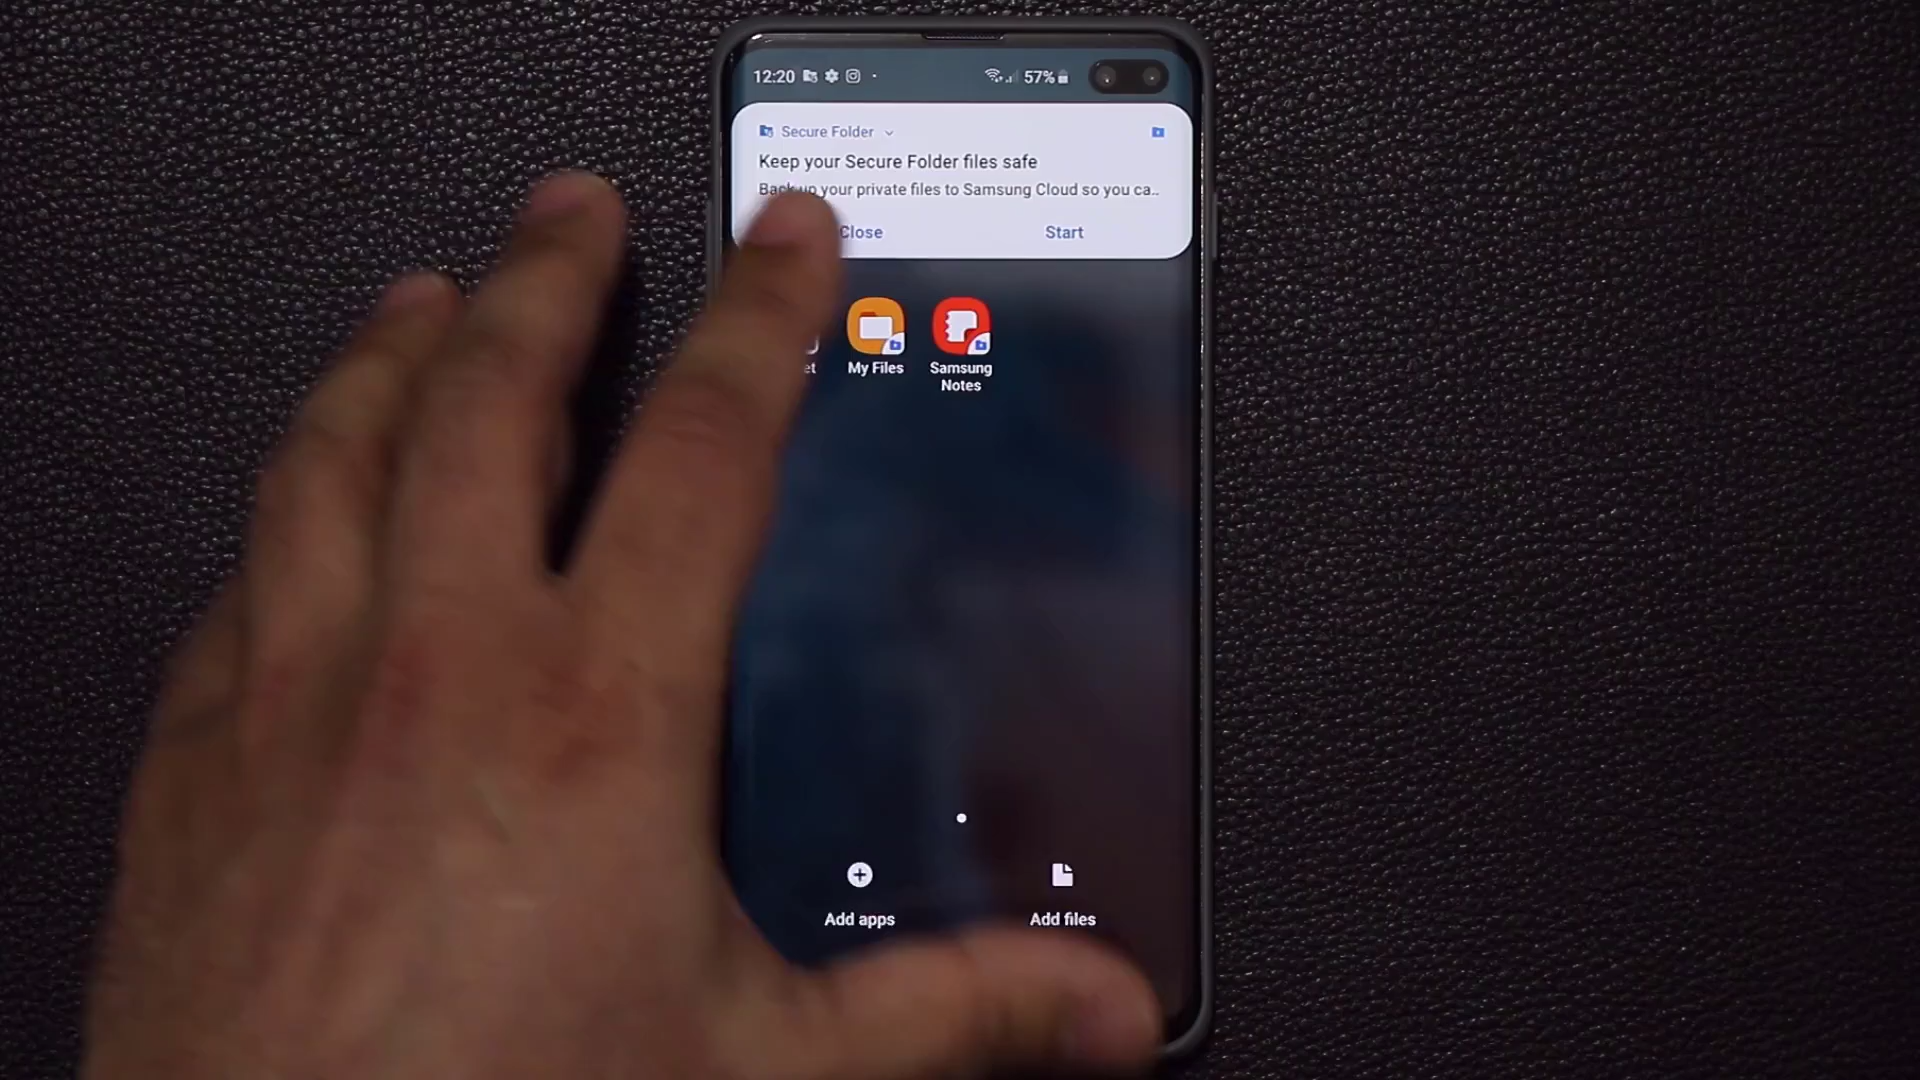 12:20
57%
Secure Folder
Keep your Secure Folder files safe
Back up your private files to Samsung Cloud so you ca..
Close
Start
et
My Files
Samsung
Notes
Add apps
Add files